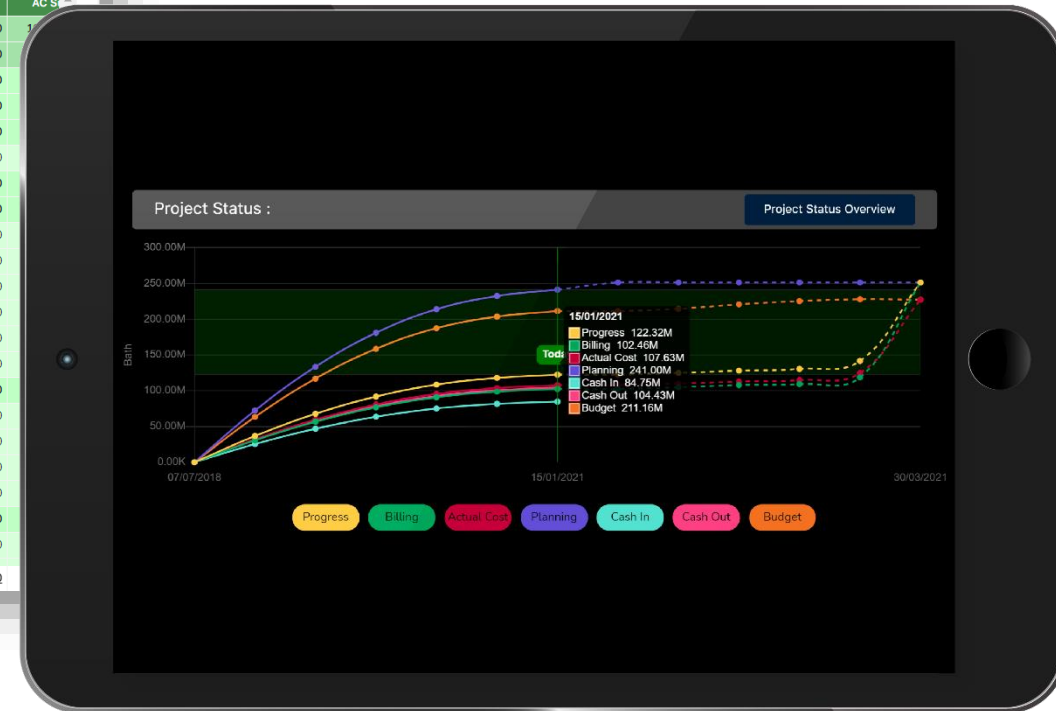 AC S
Project Status :
Project Status Overview
300.00M
250.00M
200.00M
150.00M
100.00M
50.00M
0.00K
Bath
15/01/2021
Progress 122.32M
Billing 102.46M
Actual Cost 107.63M
Planning 241.00M
Cash In 84.75M
Cash Out 104.43M
Budget 211.16M
07/07/2018
15/01/2021
30/03/2021
Progress
Billing
Actual Cost
Planning
Cash In
Cash Out
Budget